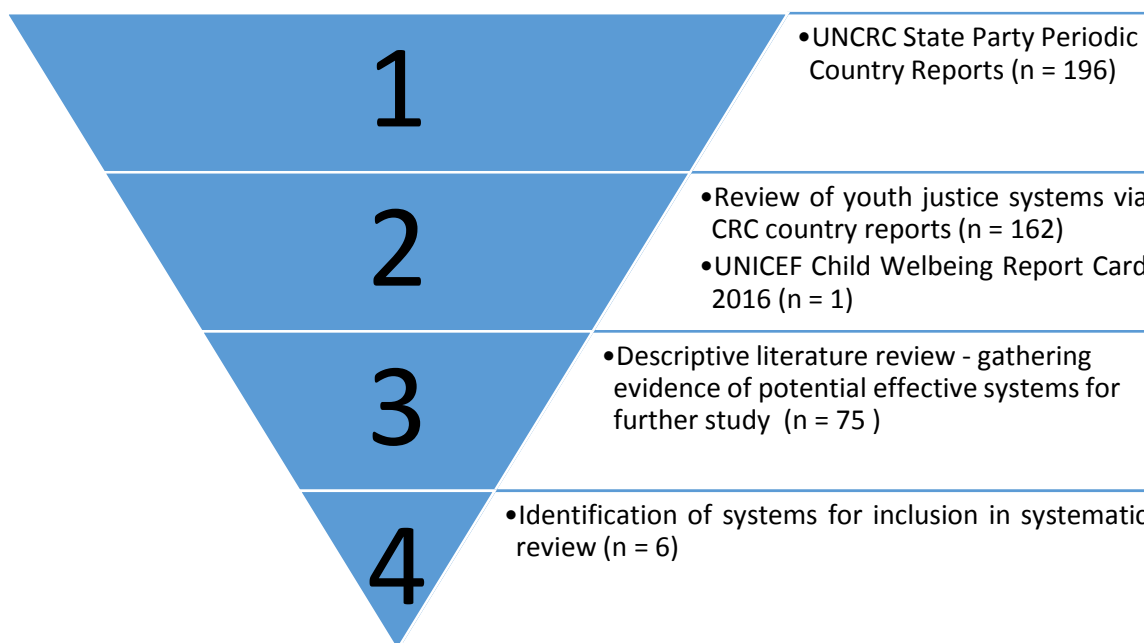 1
•UNCRC State Party Periodic
Country Reports (n = 196)
2
•Review of youth justice systems via
CRC country reports (n = 162)
•UNICEF Child Welbeing Report Card
2016 (n = 1)
3
•Descriptive literature review - gathering
evidence of potential effective systems for
further study (n = 75 )
4
•Identification of systems for inclusion in systematic
review (n = 6)